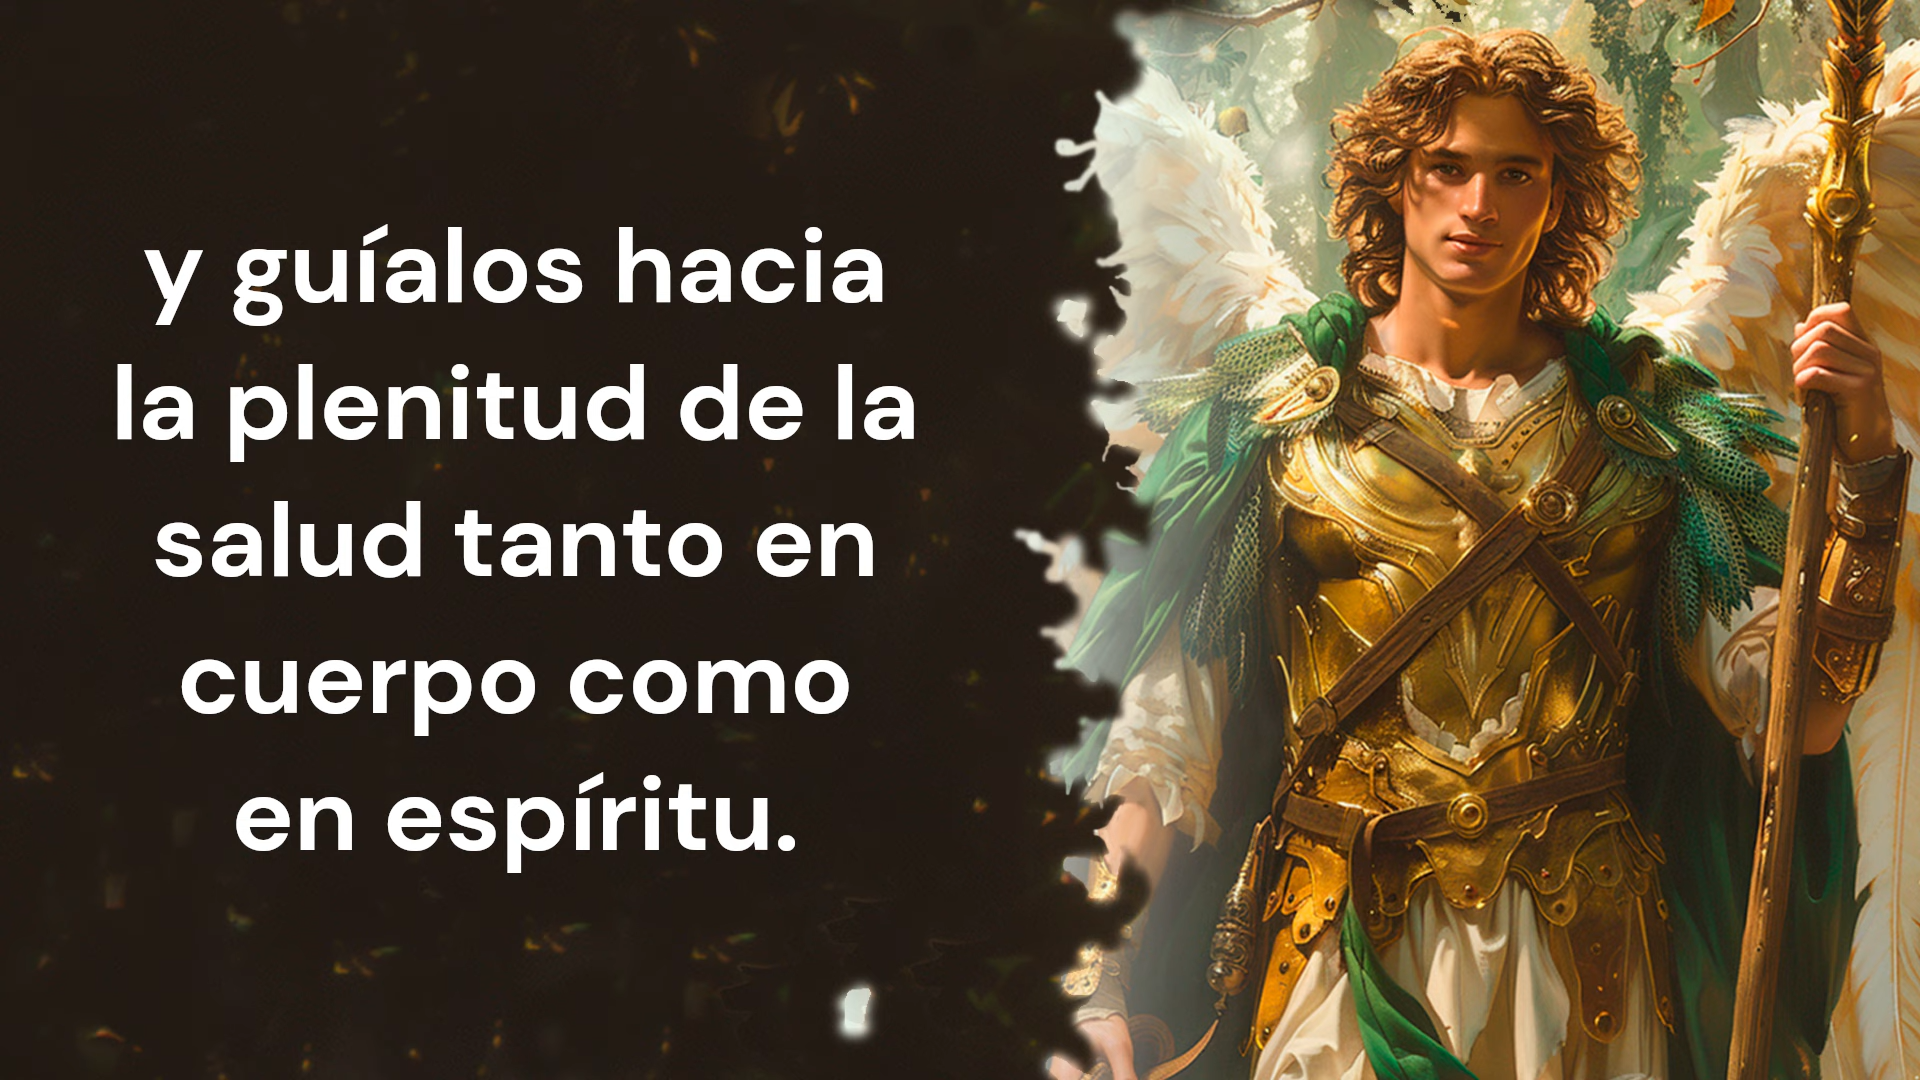 y guíalos hacia
la plenitud de la
salud tanto en
cuerpo como
en espíritu.